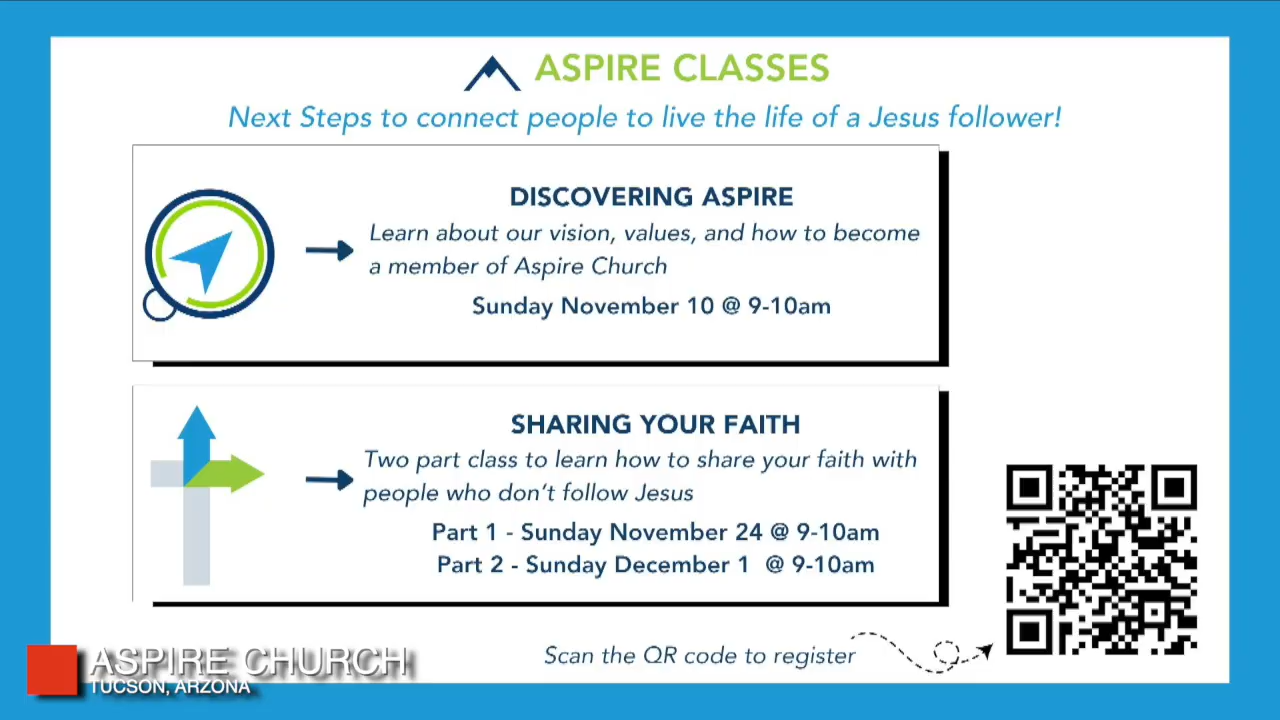 ASPIRE CLASSES
Next Steps to connect people to live the life of a Jesus follower!
DISCOVERING ASPIRE
Learn about our vision, values, and how to become
a member of Aspire Church
Sunday November 10 @ 9-10am
SHARING YOUR FAITH
Two part class to learn how to share your faith with
people who don't follow Jesus
Part 1 - Sunday November 24 @ 9-10am
Part 2 - Sunday December 1 @ 9-10am
Scan the QR code to register
ASPIRE CHURCH
TUCSON, ARZONA